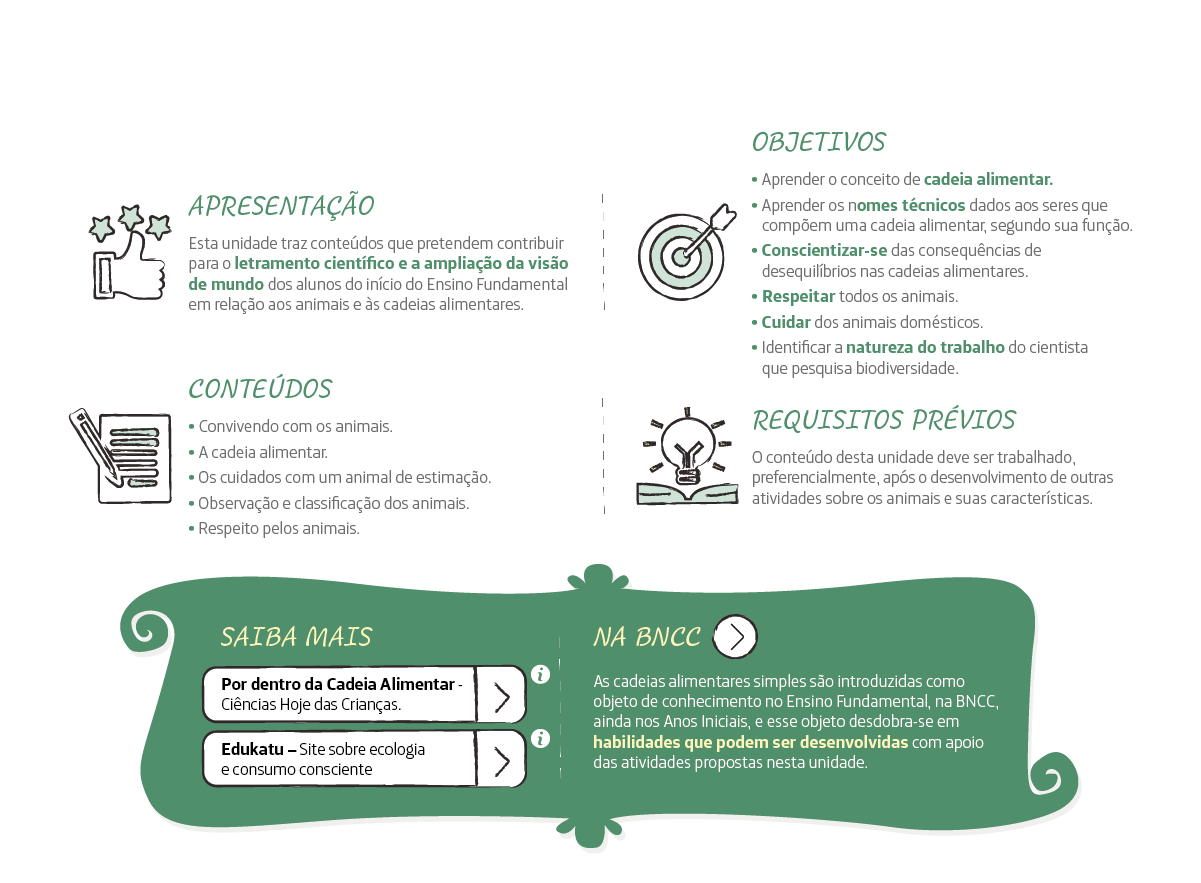 APRESENTAÇÃO
Esta unidade traz conteúdos que pretendem contribuir
para o letramento científico e a ampliação da visão
de mundo dos alunos do início do Ensino Fundamental
em relação aos animais e às cadeias alimentares.
CONTEÚDOS
• Convivendo com os animais.
• A cadeia alimentar.
• Os cuidados com um animal de estimação.
• Observação e classificação dos animais.
• Respeito pelos animais.
OBJETIVOS
• Aprender o conceito de cadeia alimentar.
• Aprender os nomes técnicos dados aos seres que
compõem uma cadeia alimentar, segundo sua função.
• Conscientizar-se das consequências de
desequilíbrios nas cadeias alimentares.
• Respeitar todos os animais.
• Cuidar dos animais domésticos.
• Identificar a natureza do trabalho do cientista
que pesquisa biodiversidade.
REQUISITOS PRÉVIOS
O conteúdo desta unidade deve ser trabalhado,
preferencialmente, após o desenvolvimento de outras
atividades sobre os animais e suas características.
SAIBA MAIS
Por dentro da Cadeia Alimentar -
Ciências Hoje das Crianças.
i
Edukatu – Site sobre ecologia
e consumo consciente
i
NA BNCC
As cadeias alimentares simples são introduzidas como
objeto de conhecimento no Ensino Fundamental, na BNCC,
ainda nos Anos Iniciais, e esse objeto desdobra-se em
habilidades que podem ser desenvolvidas com apoio
das atividades propostas nesta unidade.